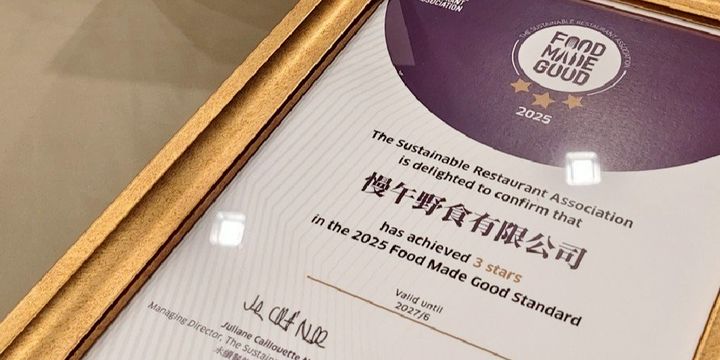 ASSOCIATION
THE SUSTAINABLE RESTAURANT ASSOCIATION
FOOD
MADE
GOOD
2025
The Sustainable Restaurant Association
is delighted to confirm that
慢午野食有限公司
has achieved 3 stars
in the 2025 Food Made Good Standard
Valid until
2027/6
Juliane Caillouette
Managing Director, The Sustainable